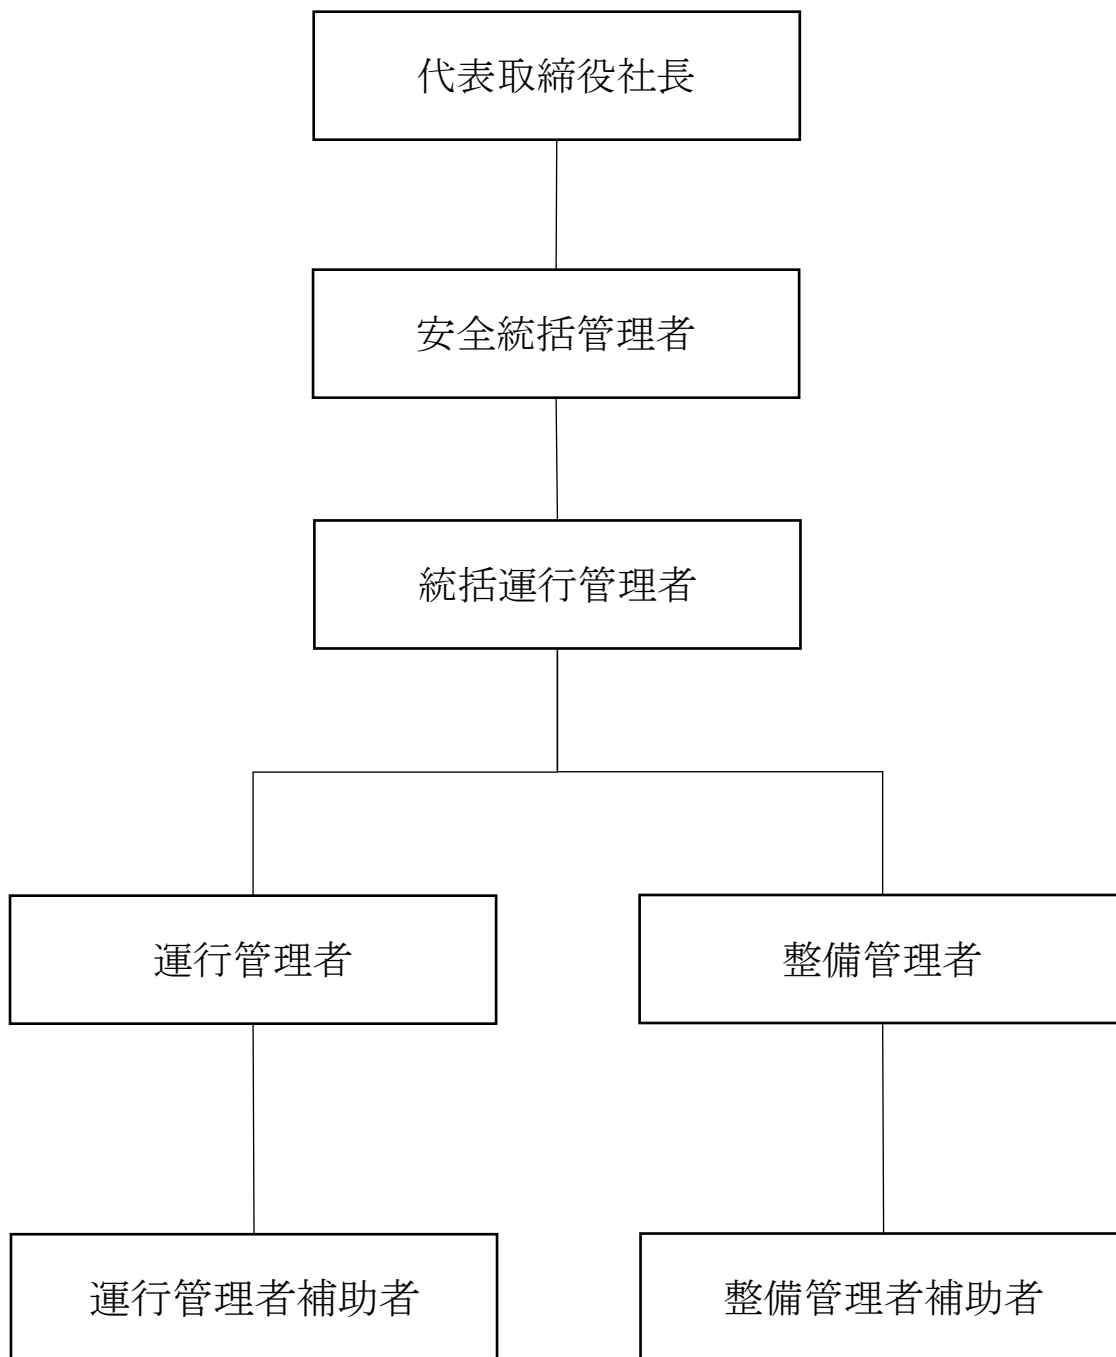 代表取締役社長
安全統括管理者
統括運行管理者
運行管理者
整備管理者
運行管理者補助者
整備管理者補助者